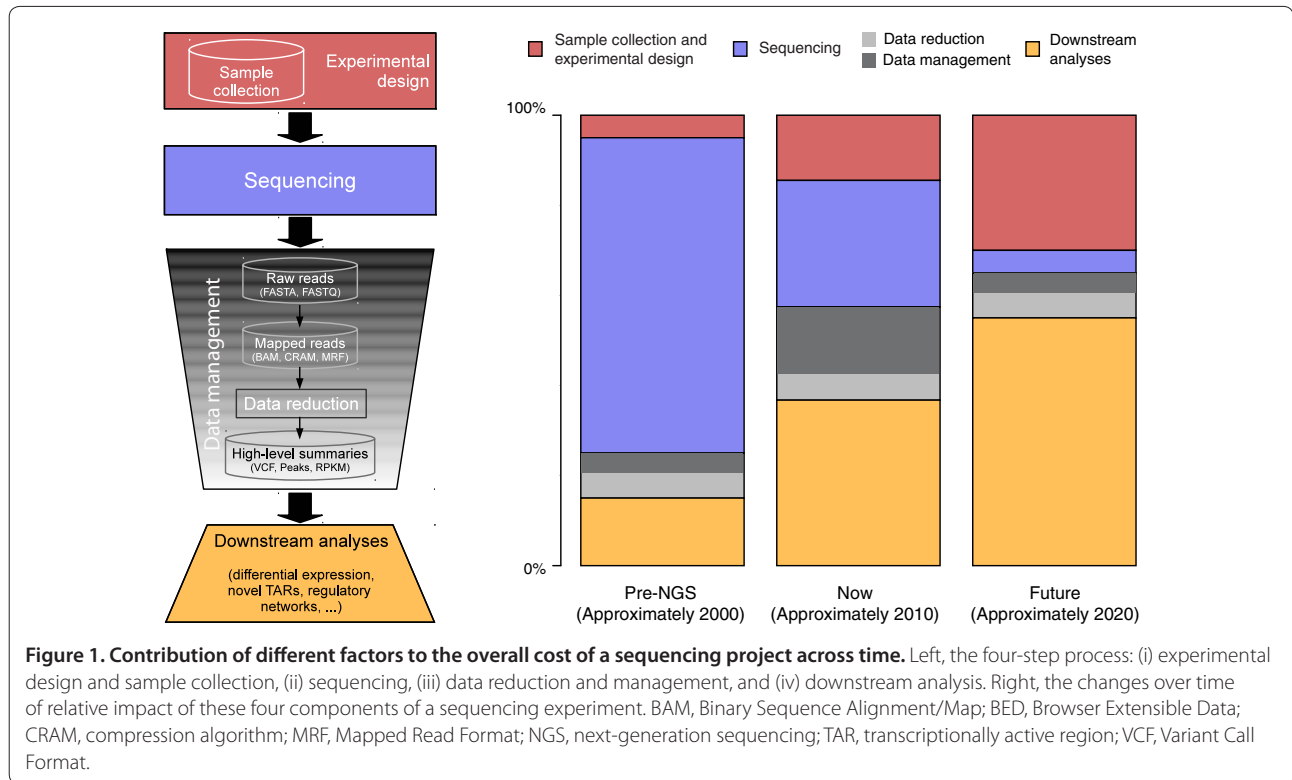 Sample
collection
Experimental
design
Sequencing
Data management
Raw reads
(FASTA, FASTQ)
Mapped reads
(BAM, CRAM, MRF)
Data reduction
High-level summaries
(VCF, Peaks, RPKM)
Downstream analyses
(differential expression,
novel TARs, regulatory
networks, ...)
Sample collection and
experimental design
Sequencing
Data reduction
Data management
Downstream
analyses
100%
0%
Pre-NGS
(Approximately 2000)
Now
(Approximately 2010)
Future
(Approximately 2020)
Figure 1. Contribution of different factors to the overall cost of a sequencing project across time. Left, the four-step process: (i) experimental
design and sample collection, (ii) sequencing, (iii) data reduction and management, and (iv) downstream analysis. Right, the changes over time
of relative impact of these four components of a sequencing experiment. BAM, Binary Sequence Alignment/Map; BED, Browser Extensible Data;
CRAM, compression algorithm; MRF, Mapped Read Format; NGS, next-generation sequencing; TAR, transcriptionally active region; VCF, Variant Call
Format.